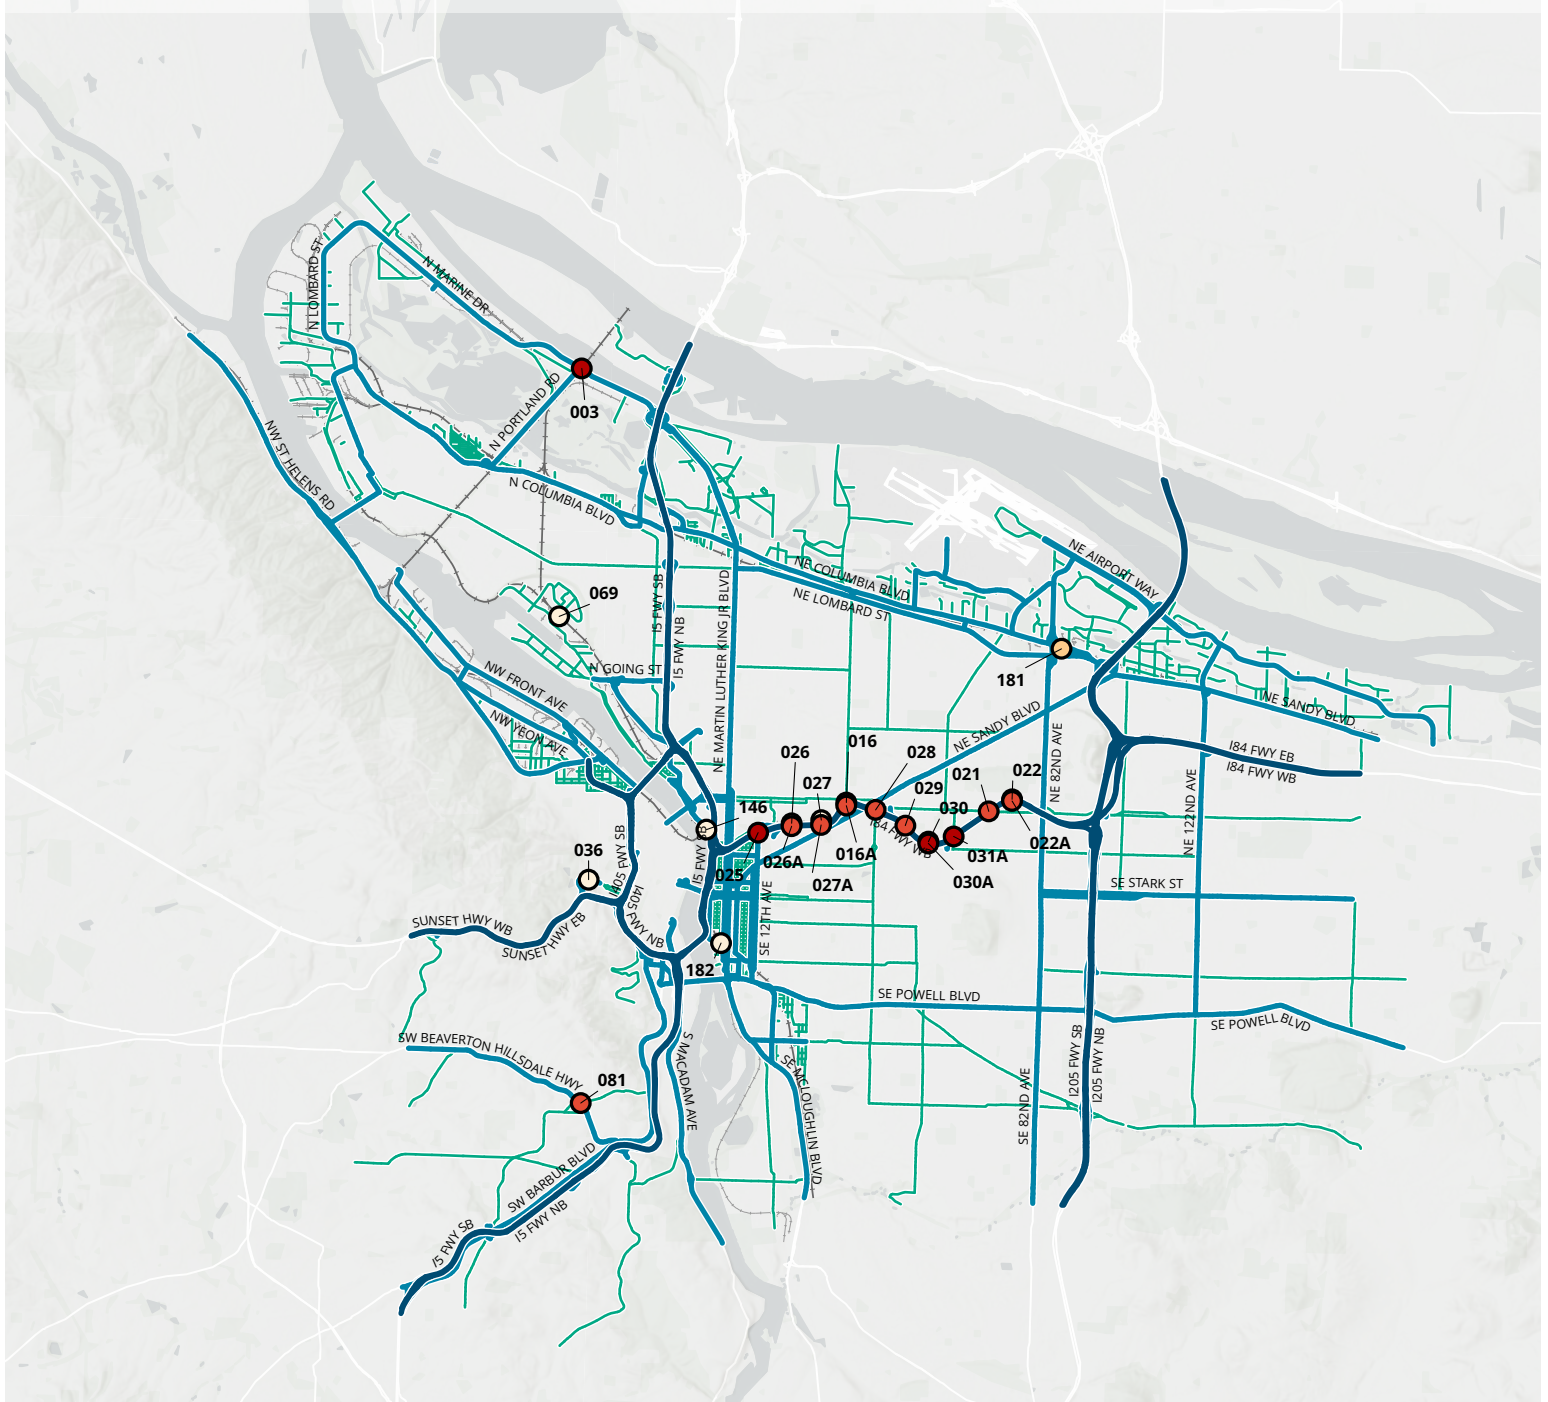 N LOMBARD ST
N MARINE DR
N PORTLAND RD
003
NW ST HELENS RD
N COLUMBIA BLVD
NE COLUMBIA BLVD
NE LOMBARD ST
NE AIRPORT WAY
069
I5 FWY SB
I5 FWY NB
NE MARTIN LUTHER KING JR BLVD
N GOING ST
NW FRONT AVE
NW YEON AVE
181
NE SANDY BLVD
NE SANDY BLVD
NE 82ND AVE
I84 FWY EB
I84 FWY WB
NE 122ND AVE
016
026
027
028
021
022
029
030
146
I84 FWY WB
025
026A
027A
016A
030A
031A
022A
036
I405 FWY SB
I405 FWY NB
I5 FWY SB
SE 12TH AVE
SE STARK ST
SUNSET HWY WB
SUNSET HWY EB
182
SE POWELL BLVD
SE POWELL BLVD
SW BEAVERTON HILLSDALE HWY
081
S MACADAM AVE
SE MCLOUGHLIN BLVD
SE 82ND AVE
I205 FWY SB
I205 FWY NB
SW BARBUR BLVD
I5 FWY SB
I5 FWY NB